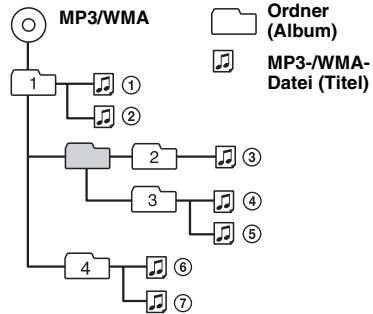 MP3/WMA
Ordner
(Album)
MP3-/WMA-
Datei (Titel)
1
①
②
2
③
3
④
⑤
4
⑥
⑦